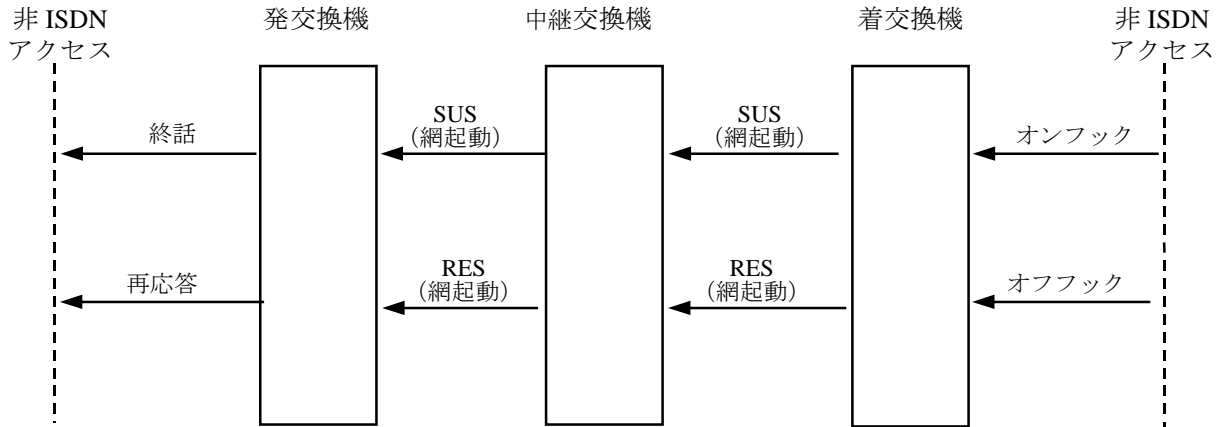 非 ISDN
アクセス
発交換機
中継交換機
着交換機
非 ISDN
アクセス
終話
SUS
（網起動）
SUS
（網起動）
オンフック
再応答
RES
（網起動）
RES
（網起動）
オフフック